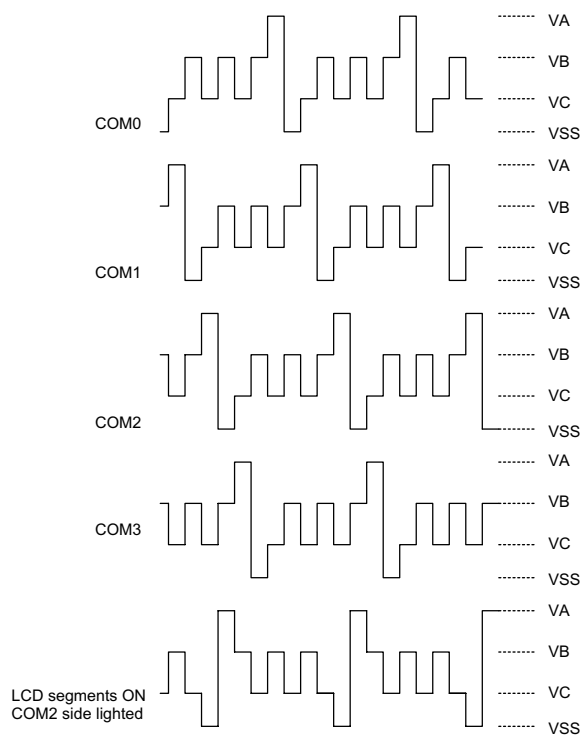 VA
VB
VC
COM0
VSS
VA
VB
VC
COM1
VSS
VA
VB
VC
COM2
VSS
VA
VB
COM3
VC
VSS
VA
VB
LCD segments ON
VC
COM2 side lighted
VSS